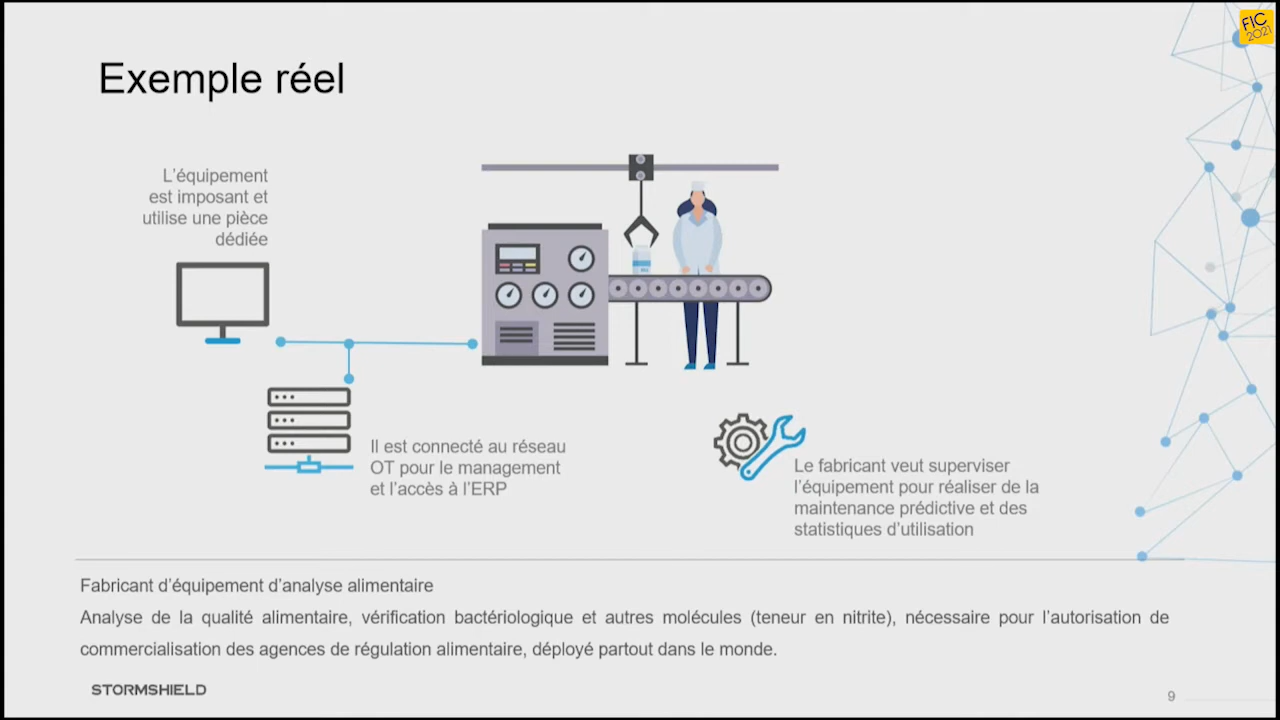 FIC
2021
Exemple réel
L'équipement
est imposant et
utilise une pièce
dédiée
Il est connecté au réseau
OT pour le management
et l'accès à l'ERP
Le fabricant veut superviser
l'équipement pour réaliser de la
maintenance prédictive et des
statistiques d'utilisation
Fabricant d'équipement d'analyse alimentaire
Analyse de la qualité alimentaire, vérification bactériologique et autres molécules (teneur en nitrite), nécessaire pour l'autorisation de
commercialisation des agences de régulation alimentaire, déployé partout dans le monde.
STORMSHIELD
9